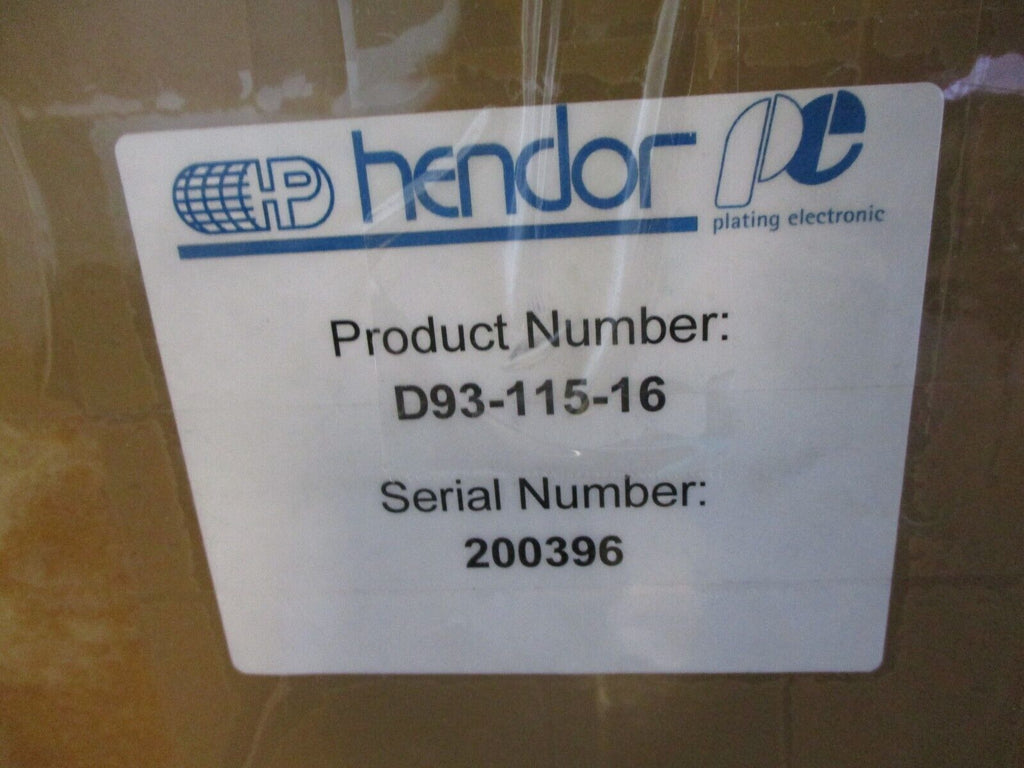 HP hendor pe
plating electronic
Product Number:
D93-115-16
Serial Number:
200396